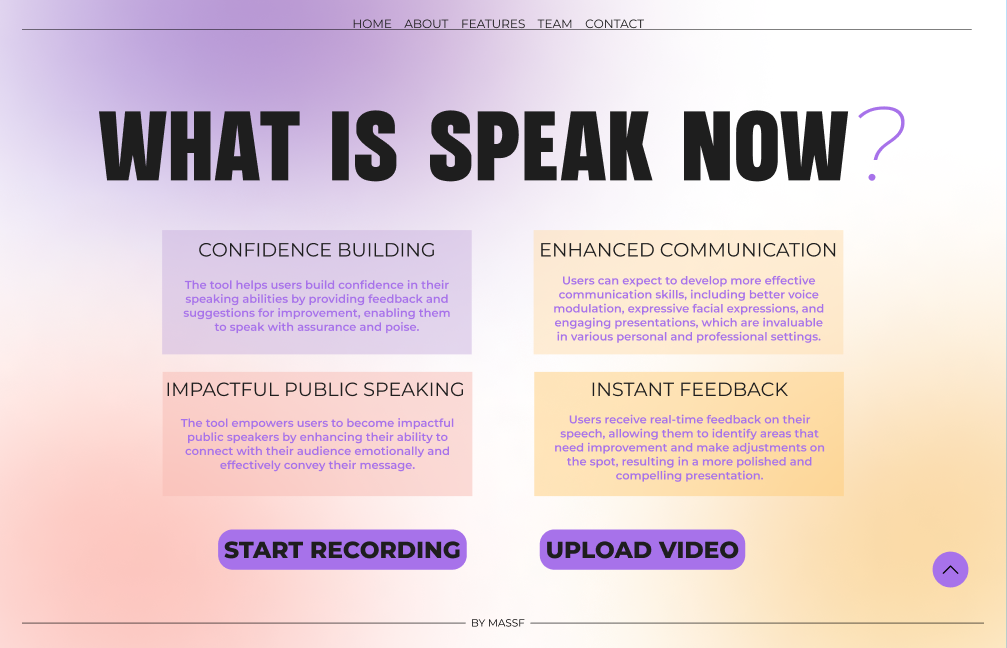 HOME ABOUT FEATURES TEAM CONTACT
WHAT IS SPEAK NOW?
CONFIDENCE BUILDING
The tool helps users build confidence in their
speaking abilities by providing feedback and
suggestions for improvement, enabling them
to speak with assurance and poise.
ENHANCED COMMUNICATION
Users can expect to develop more effective
communication skills, including better voice
modulation, expressive facial expressions, and
engaging presentations, which are invaluable
in various personal and professional settings.
IMPACTFUL PUBLIC SPEAKING
The tool empowers users to become impactful
public speakers by enhancing their ability to
connect with their audience emotionally and
effectively convey their message.
INSTANT FEEDBACK
Users receive real-time feedback on their
speech, allowing them to identify areas that
need improvement and make adjustments on
the spot, resulting in a more polished and
compelling presentation.
START RECORDING
UPLOAD VIDEO
BY MASSF